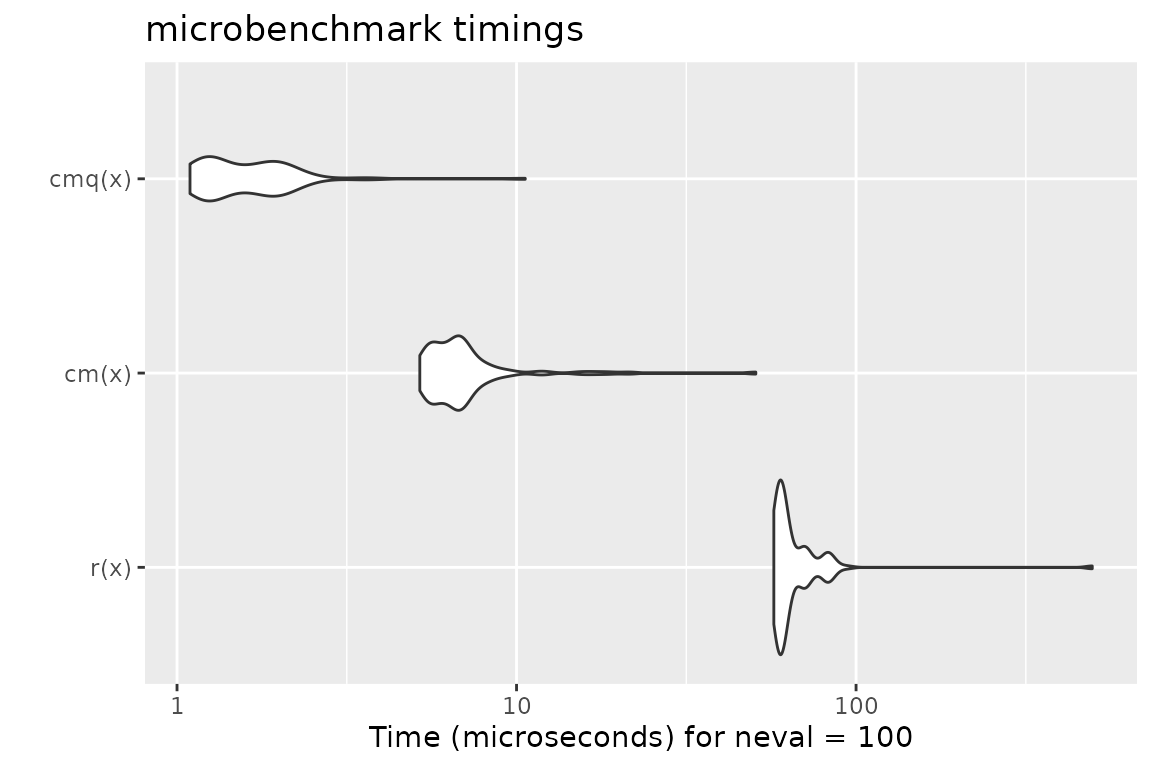 microbenchmark timings
cmq(x)
cm(x)
r(x)
1 10 100
Time (microseconds) for neval = 100